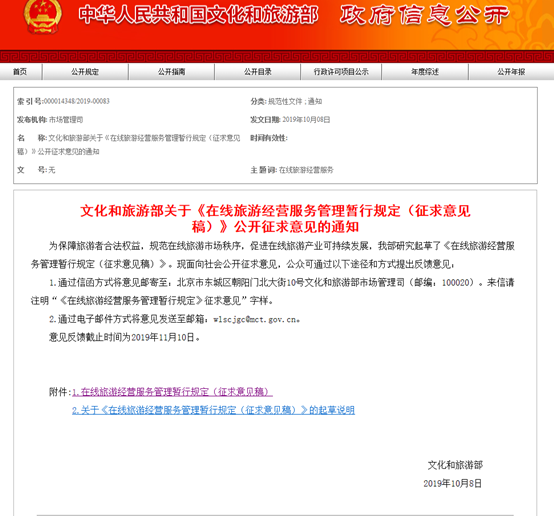 中华人民共和国文化和旅游部 政府信息公开
首页 公开规定 公开指南 公开目录 行政许可项目公示 年度综述 公开年报
索 引 号:000014348/2019-00083 分类: 规范性文件 ; 通知
发布机构: 市场管理司 发文日期: 2019年10月08日
名 称: 文化和旅游部关于《在线旅游经营服务管理暂行规定（征求意见 时间有效性:
稿）》公开征求意见的通知
文 号: 无 主 题 词: 在线旅游经营服务
文化和旅游部关于《在线旅游经营服务管理暂行规定（征求意见
稿）》公开征求意见的通知
为保障旅游者合法权益，规范在线旅游市场秩序，促进在线旅游产业可持续发展，我部研究起草了《在线旅游经营服
务管理暂行规定（征求意见稿）》。现面向社会公开征求意见，公众可通过以下途径和方式提出反馈意见：
1.通过信函方式将意见邮寄至：北京市东城区朝阳门北大街10号文化和旅游部市场管理司（邮编：100020）。来信请
注明“《在线旅游经营服务管理暂行规定》征求意见”字样。
2.通过电子邮件方式将意见发送至邮箱：wlscjgc@mct.gov.cn。
意见反馈截止时间为2019年11月10日。
附件:1.在线旅游经营服务管理暂行规定（征求意见稿）
2.关于《在线旅游经营服务管理暂行规定（征求意见稿）》的起草说明
文化和旅游部
2019年10月8日